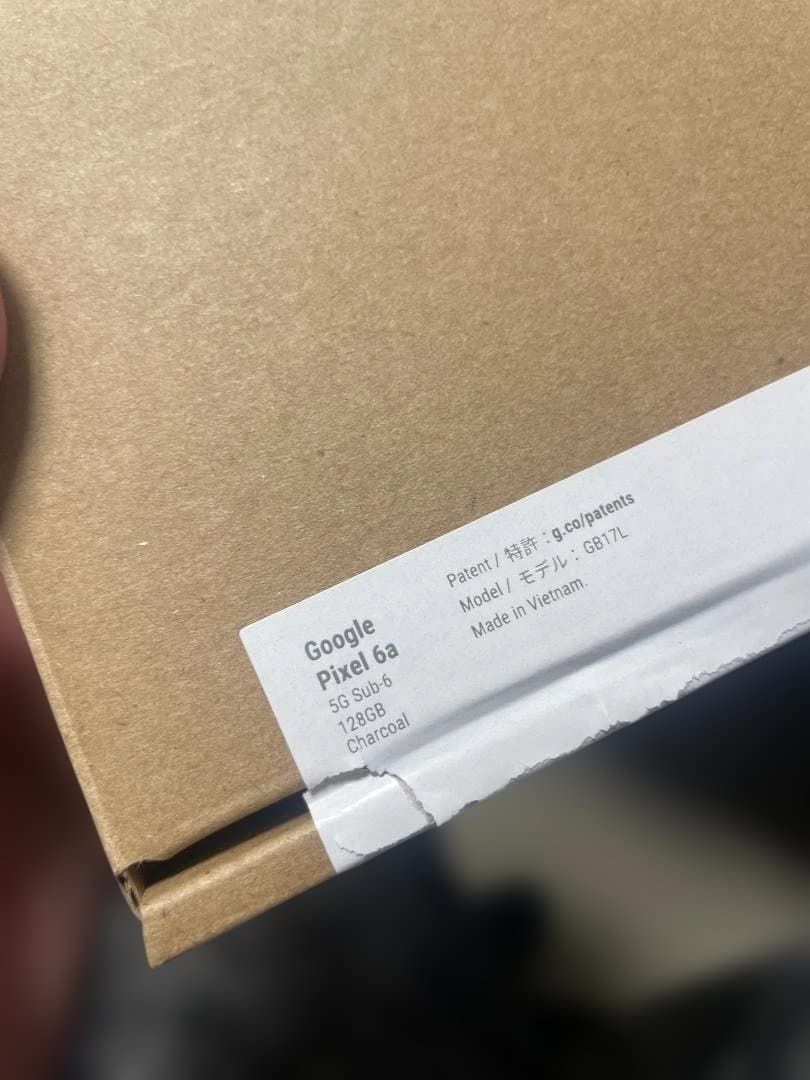 Google
Pixel 6a
5G Sub-6
128GB
Charcoal
Patent / 特許：g.co/patents
Model / モデル：GB17L
Made in Vietnam.